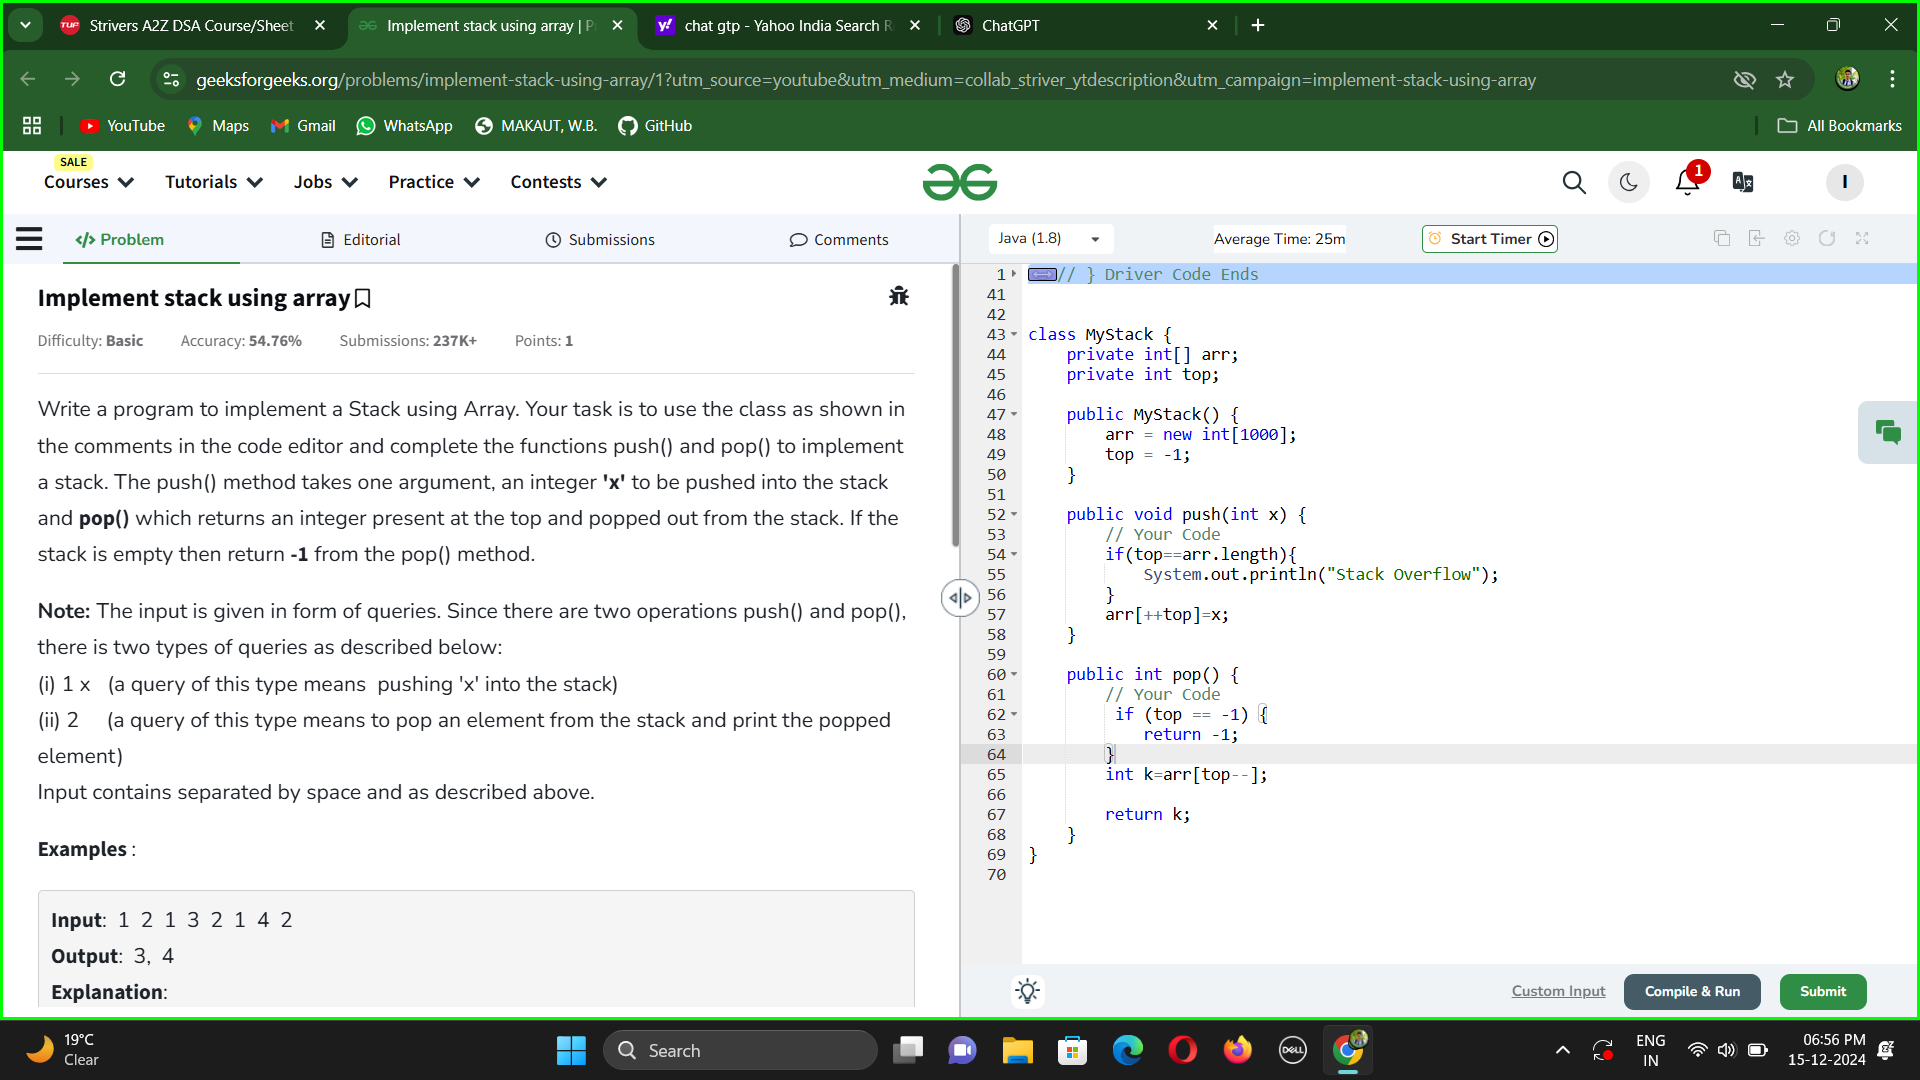 Strivers A2Z DSA Course/Sheet
Implement stack using array | P
chat gtp - Yahoo India Search R
ChatGPT
geeksforgeeks.org/problems/implement-stack-using-array/1?utm_source=youtube&utm_medium=collab_striver_ytdescription&utm_campaign=implement-stack-using-array
YouTube
Maps
Gmail
WhatsApp
MAKAUT, W.B.
GitHub
All Bookmarks
SALE
Courses
Tutorials
Jobs
Practice
Contests
1
I
Problem
Editorial
Submissions
Comments
Implement stack using array
Difficulty: Basic
Accuracy: 54.76%
Submissions: 237K+
Points: 1
Write a program to implement a Stack using Array. Your task is to use the class as shown in
the comments in the code editor and complete the functions push() and pop() to implement
a stack. The push() method takes one argument, an integer 'x' to be pushed into the stack
and pop() which returns an integer present at the top and popped out from the stack. If the
stack is empty then return -1 from the pop() method.
Note: The input is given in form of queries. Since there are two operations push() and pop(),
there is two types of queries as described below:
(i) 1 x (a query of this type means pushing 'x' into the stack)
(ii) 2 (a query of this type means to pop an element from the stack and print the popped
element)
Input contains separated by space and as described above.
Examples :
Input: 1 2 1 3 2 1 4 2
Output: 3, 4
Explanation:
Java (1.8)
Average Time: 25m
Start Timer
1 // } Driver Code Ends
41
42
43 class MyStack {
44 private int[] arr;
45 private int top;
46
47 public MyStack() {
48 arr = new int[1000];
49 top = -1;
50 }
51
52 public void push(int x) {
53 // Your Code
54 if(top==arr.length){
55 System.out.println("Stack Overflow");
56 }
57 arr[++top]=x;
58 }
59
60 public int pop() {
61 // Your Code
62 if (top == -1) {
63 return -1;
64 }
65 int k=arr[top--];
66
67 return k;
68 }
69 }
70
Custom Input
Compile & Run
Submit
19°C
Clear
Search
DELL
ENG
IN
06:56 PM
15-12-2024